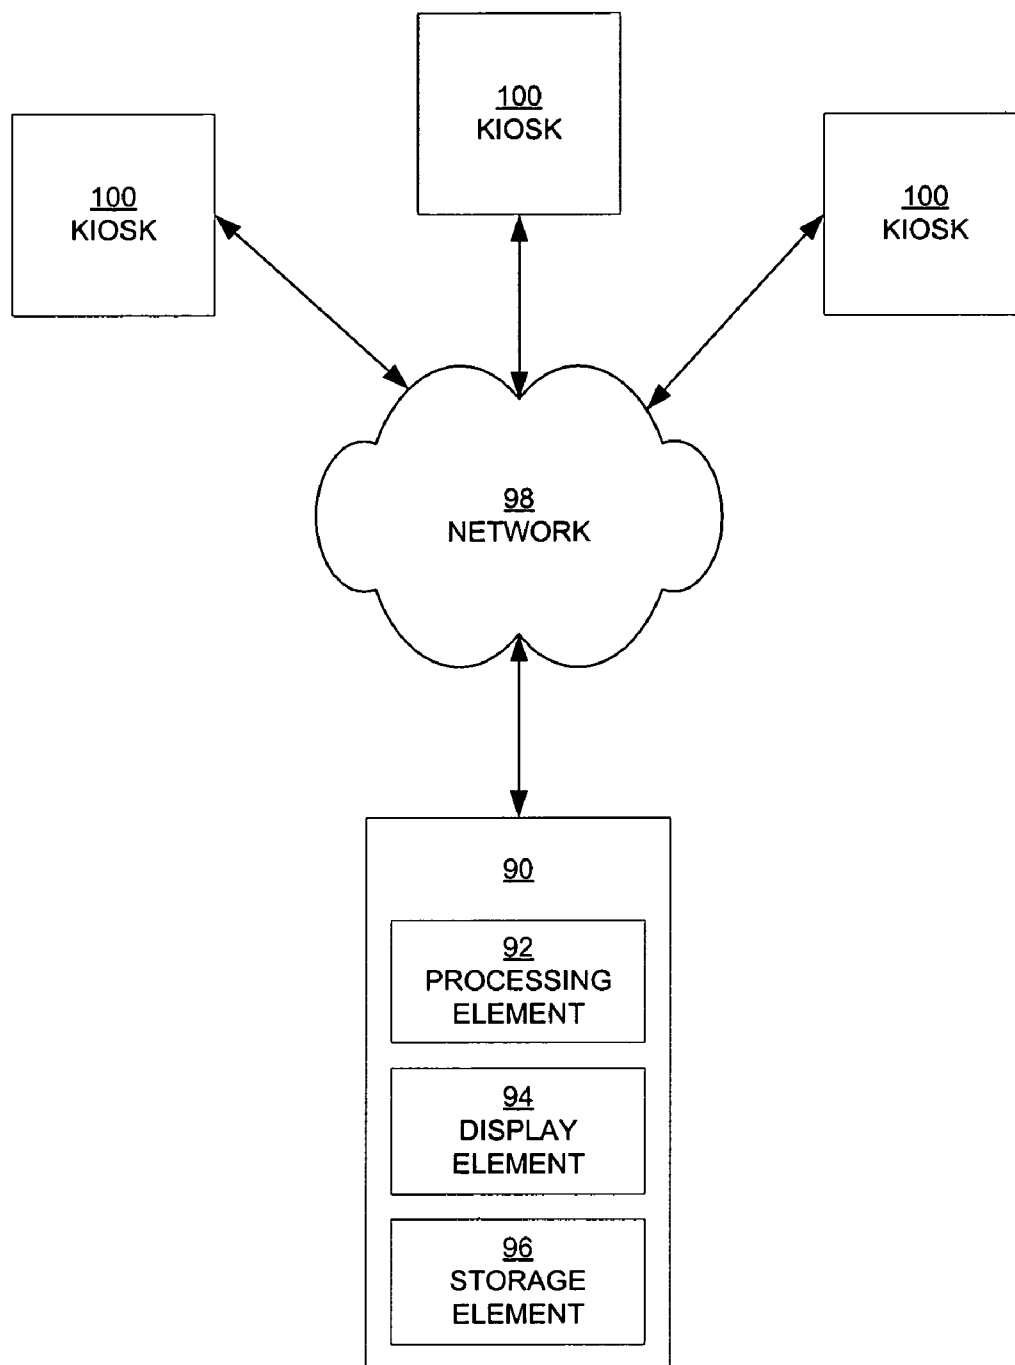 100
KIOSK
100
KIOSK
100
KIOSK
98
NETWORK
90
92
PROCESSING
ELEMENT
94
DISPLAY
ELEMENT
96
STORAGE
ELEMENT